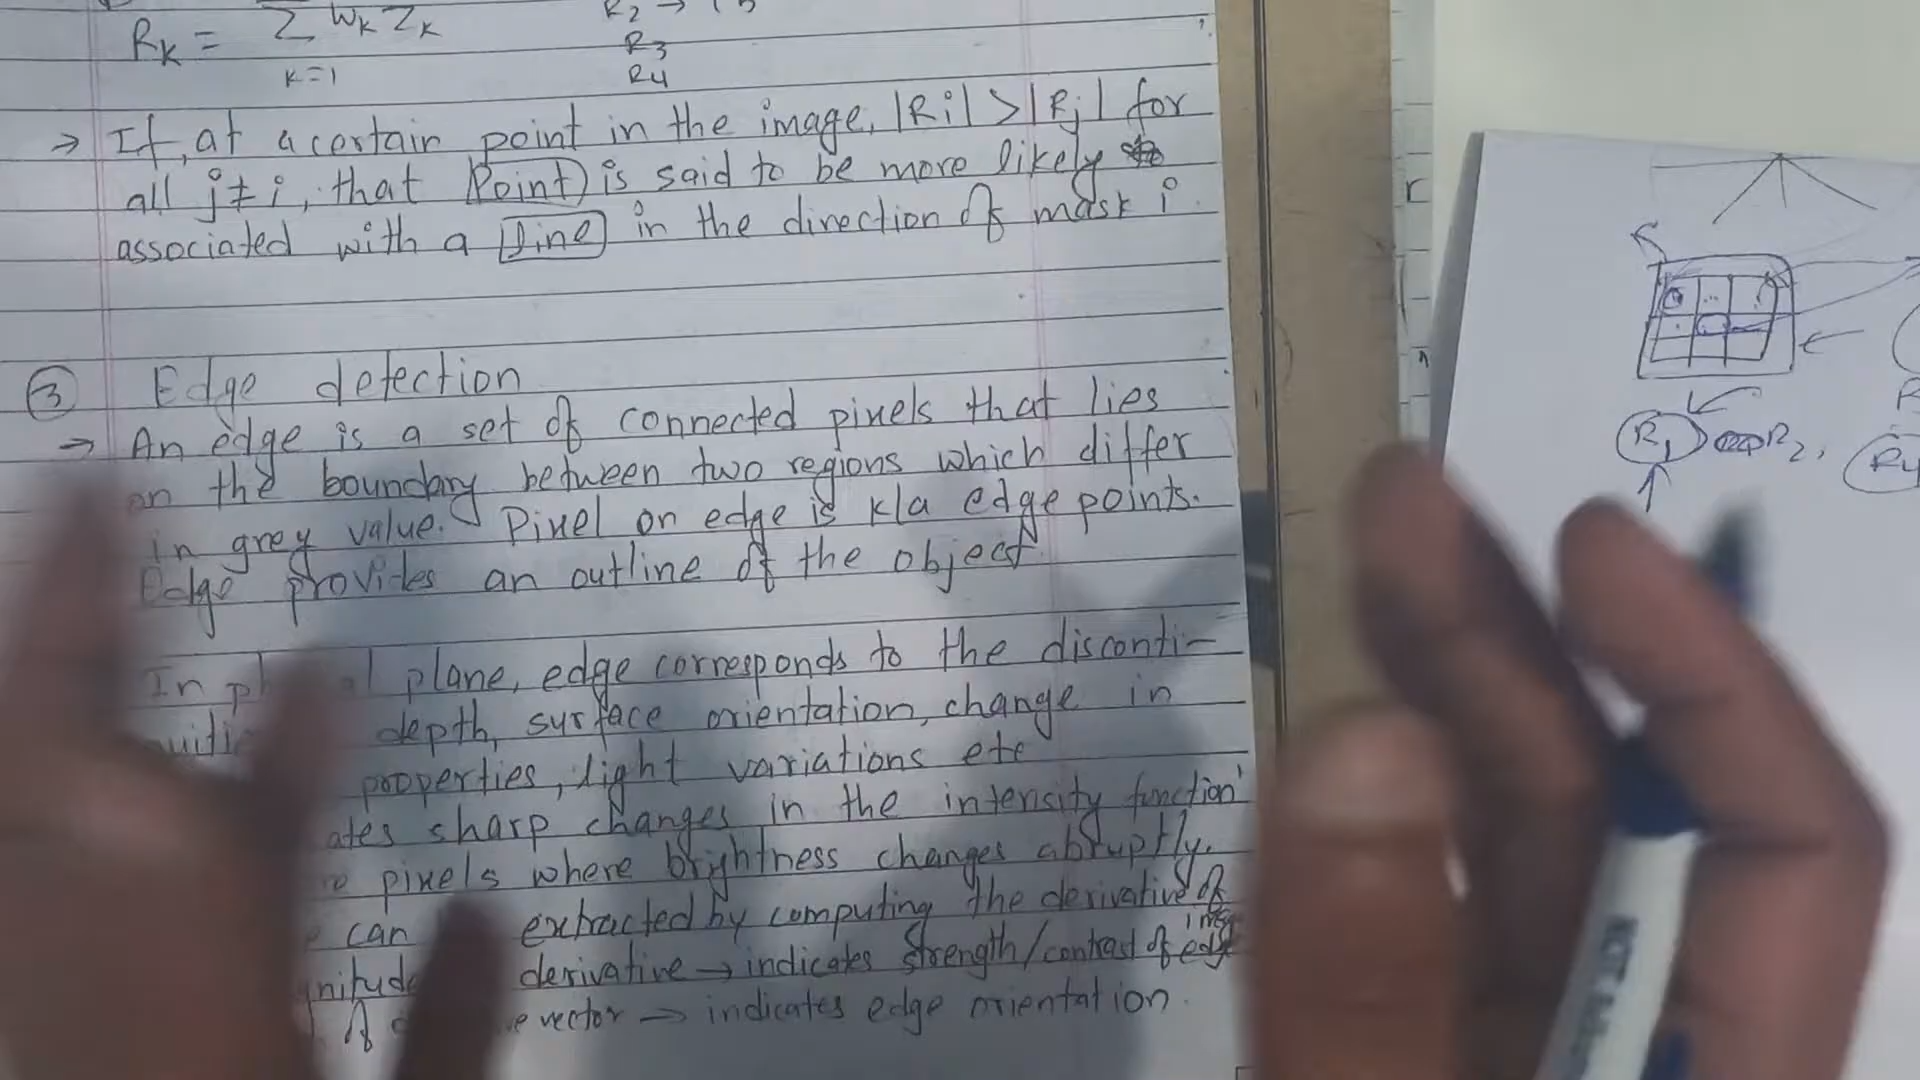 Rk = Σ Wk Zk
k=1
R2 →
R3
R4
→ If, at a certain point in the image, |Ri| > |Rj| for
all j ≠ i, that Point is said to be more likely
associated with a line in the direction of mask i.
③ Edge detection
→ An edge is a set of connected pixels that lies
on the boundary between two regions which differ
in grey value. Pixel on edge is k/a edge points.
Edge provides an outline of the object.
In plane, edge corresponds to the disconti-
depth, surface orientation, change in
properties, light variations etc
sharp changes in the intensity function'
pixels where brightness changes abruptly.
can extracted by computing the derivative of
derivative → indicates strength/contrast of edge
of vector → indicates edge orientation.
R1 R2,
R4